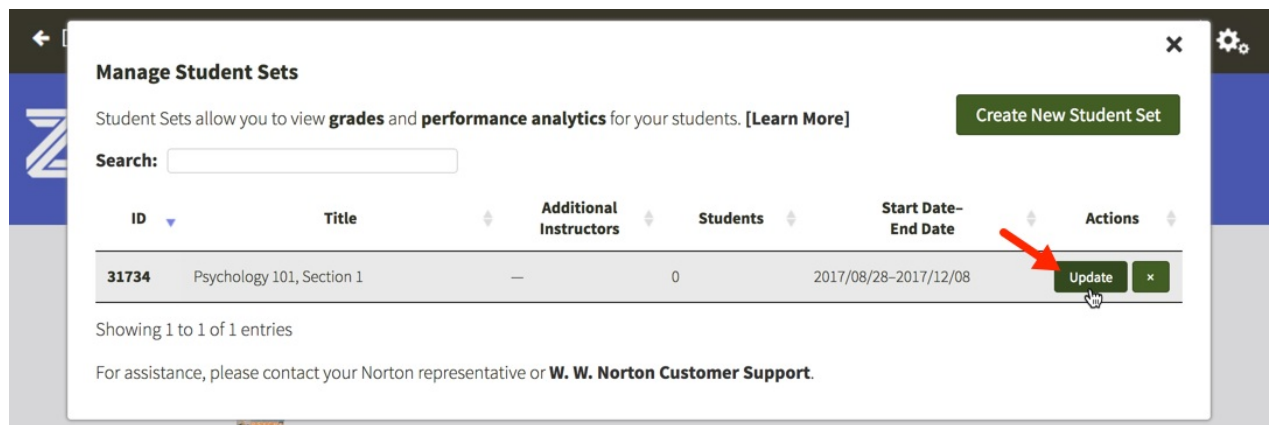 Manage Student Sets
Student Sets allow you to view grades and performance analytics for your students. [Learn More]
Create New Student Set
Search:
ID Title Additional Instructors Students Start Date– End Date Actions
31734 Psychology 101, Section 1 — 0 2017/08/28–2017/12/08 Update ×
Showing 1 to 1 of 1 entries
For assistance, please contact your Norton representative or W. W. Norton Customer Support.